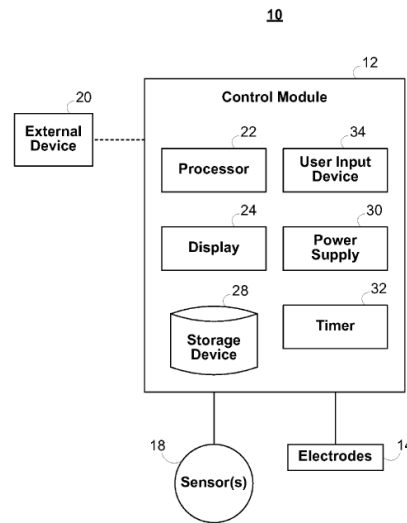 10
12
Control Module
20
External
Device
22
Processor
34
User Input
Device
24
Display
30
Power
Supply
28
Storage
Device
32
Timer
18
Sensor(s)
Electrodes
14